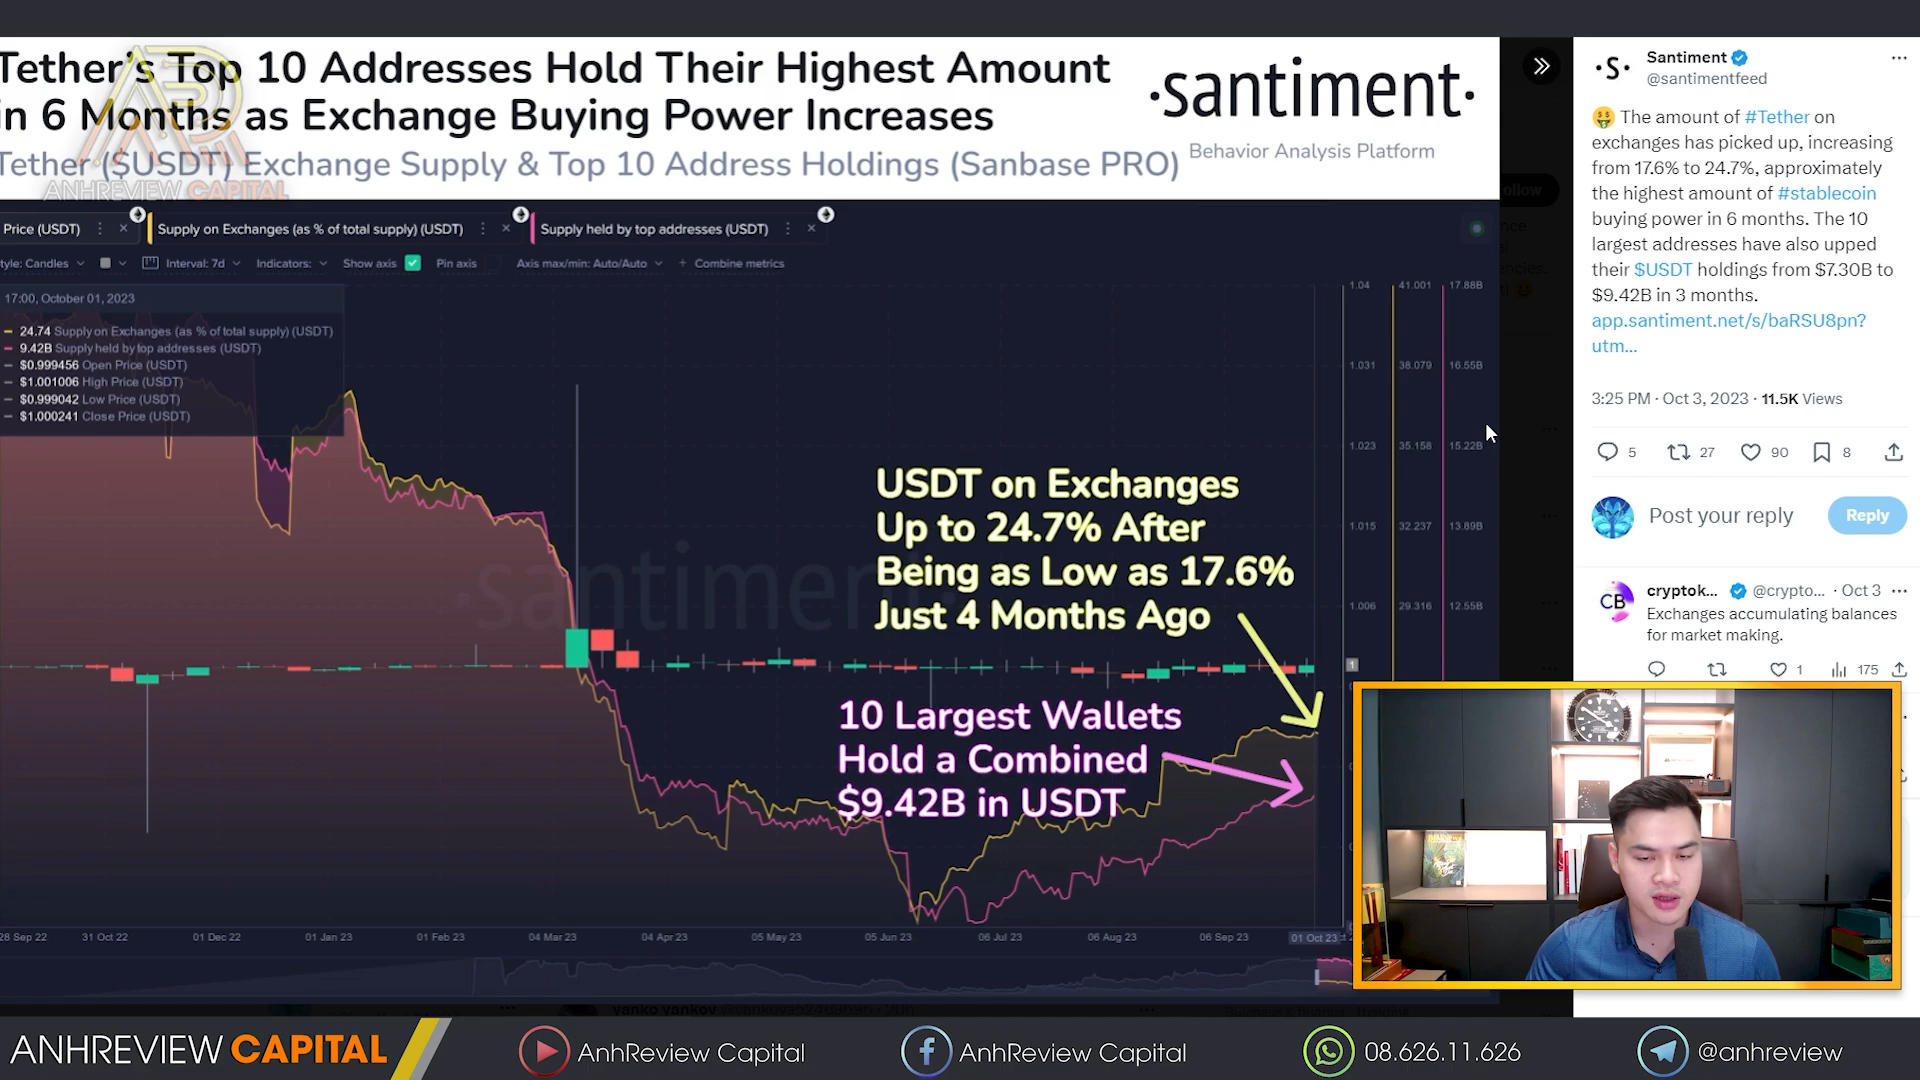 Tether's Top 10 Addresses Hold Their Highest Amount
in 6 Months as Exchange Buying Power Increases
Tether ($USDT) Exchange Supply & Top 10 Address Holdings (Sanbase PRO)
·santiment·
Behavior Analysis Platform
ANHREVIEW CAPITAL
Price (USDT)
Supply on Exchanges (as % of total supply) (USDT)
Supply held by top addresses (USDT)
tyle: Candles
Interval: 7d
Indicators:
Show axis
Pin axis
Axis max/min: Auto/Auto
+ Combine metrics
17:00, October 01, 2023
24.74 Supply on Exchanges (as % of total supply) (USDT)
9.42B Supply held by top addresses (USDT)
$0.999456 Open Price (USDT)
$1.001006 High Price (USDT)
$0.999042 Low Price (USDT)
$1.000241 Close Price (USDT)
1.04 41.001 17.88B
1.031 38.079 16.55B
1.023 35.158 15.22B
1.015 32.237 13.89B
1.006 29.316 12.55B
1
·santiment·
USDT on Exchanges
Up to 24.7% After
Being as Low as 17.6%
Just 4 Months Ago
10 Largest Wallets
Hold a Combined
$9.42B in USDT
28 Sep 22 31 Oct 22 01 Dec 22 01 Jan 23 01 Feb 23 04 Mar 23 04 Apr 23 05 May 23 05 Jun 23 06 Jul 23 06 Aug 23 06 Sep 23 01 Oct 23
·S·
Santiment
@santimentfeed
The amount of #Tether on
exchanges has picked up, increasing
from 17.6% to 24.7%, approximately
the highest amount of #stablecoin
buying power in 6 months. The 10
largest addresses have also upped
their $USDT holdings from $7.30B to
$9.42B in 3 months.
app.santiment.net/s/baRSU8pn?
utm...
3:25 PM · Oct 3, 2023 · 11.5K Views
5 27 90 8
Post your reply
Reply
CB
cryptok... @crypto... · Oct 3
Exchanges accumulating balances
for market making.
1 175
ANHREVIEW CAPITAL
AnhReview Capital
AnhReview Capital
08.626.11.626
@anhreview